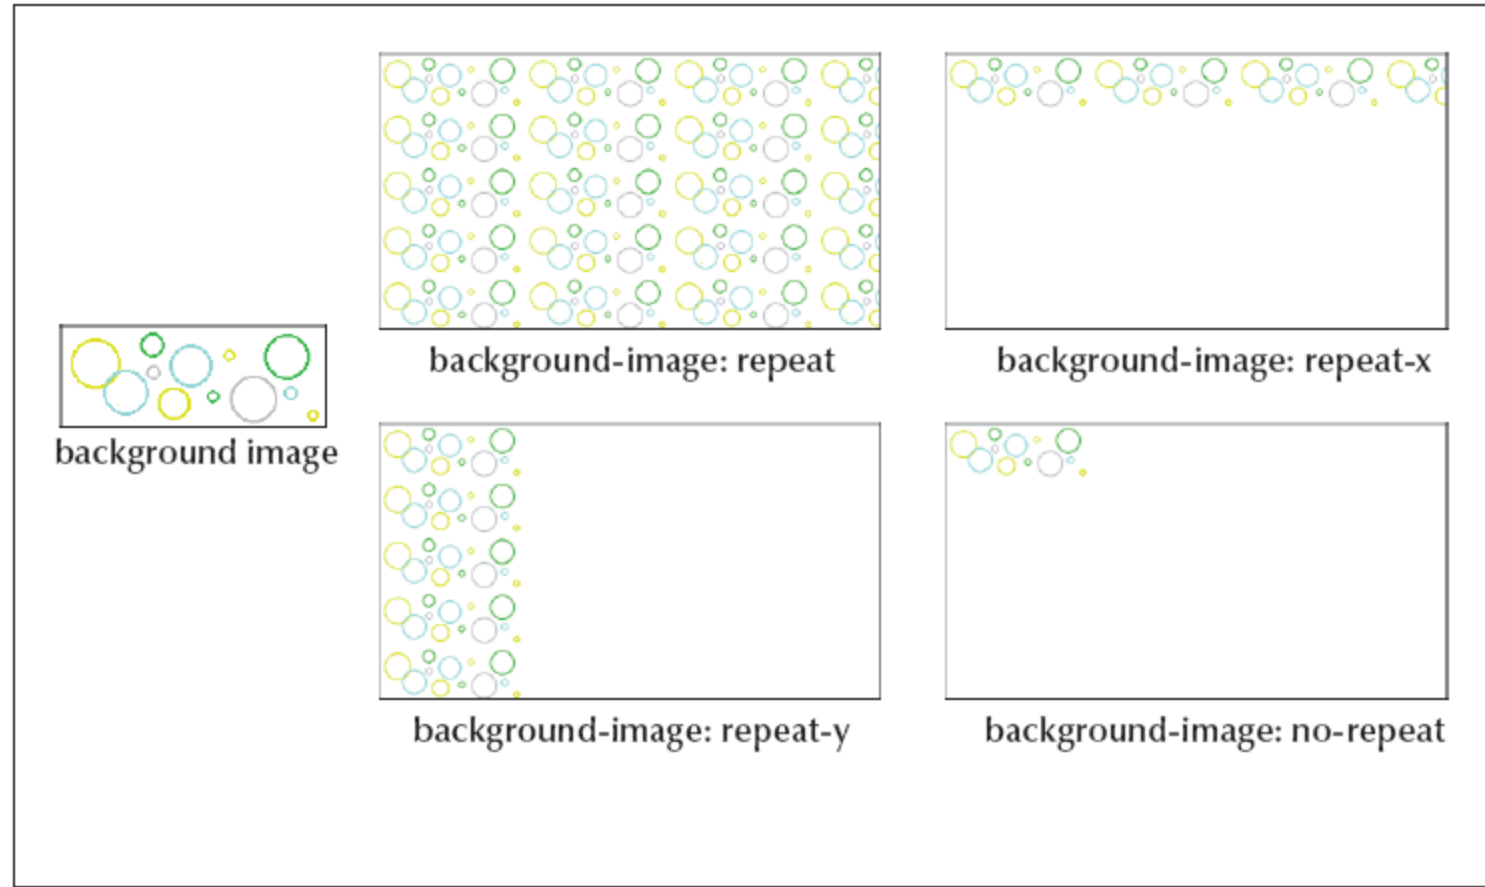 background-image: repeat
background-image: repeat-x
background image
background-image: repeat-y
background-image: no-repeat